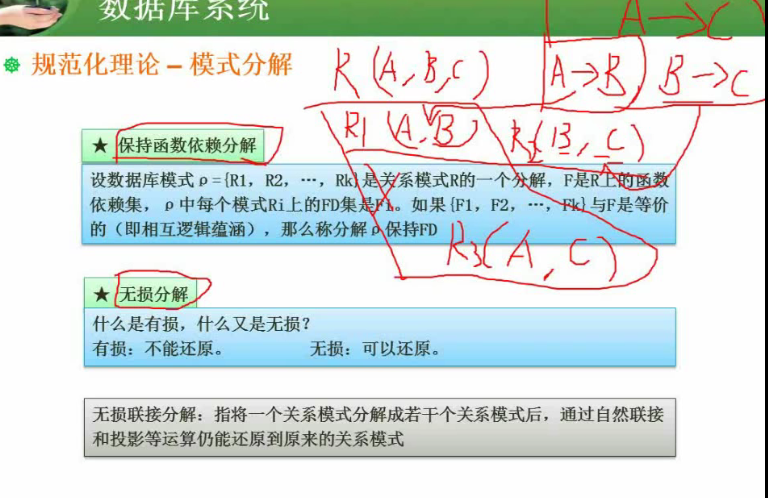 数据库系统
A→C
规范化理论 – 模式分解
R(A,B,C)
A→B
B→C
R1(A,B)
R2(B,C)
★ 保持函数依赖分解
设数据库模式ρ={R1，R2，…，Rk}是关系模式R的一个分解，F是R上的函数
依赖集，ρ中每个模式Ri上的FD集是Fi。如果{F1，F2，…，Fk}与F是等价
的（即相互逻辑蕴涵），那么称分解ρ保持FD
R3(A,C)
★ 无损分解
什么是有损，什么又是无损？
有损：不能还原。 无损：可以还原。
无损联接分解：指将一个关系模式分解成若干个关系模式后，通过自然联接
和投影等运算仍能还原到原来的关系模式